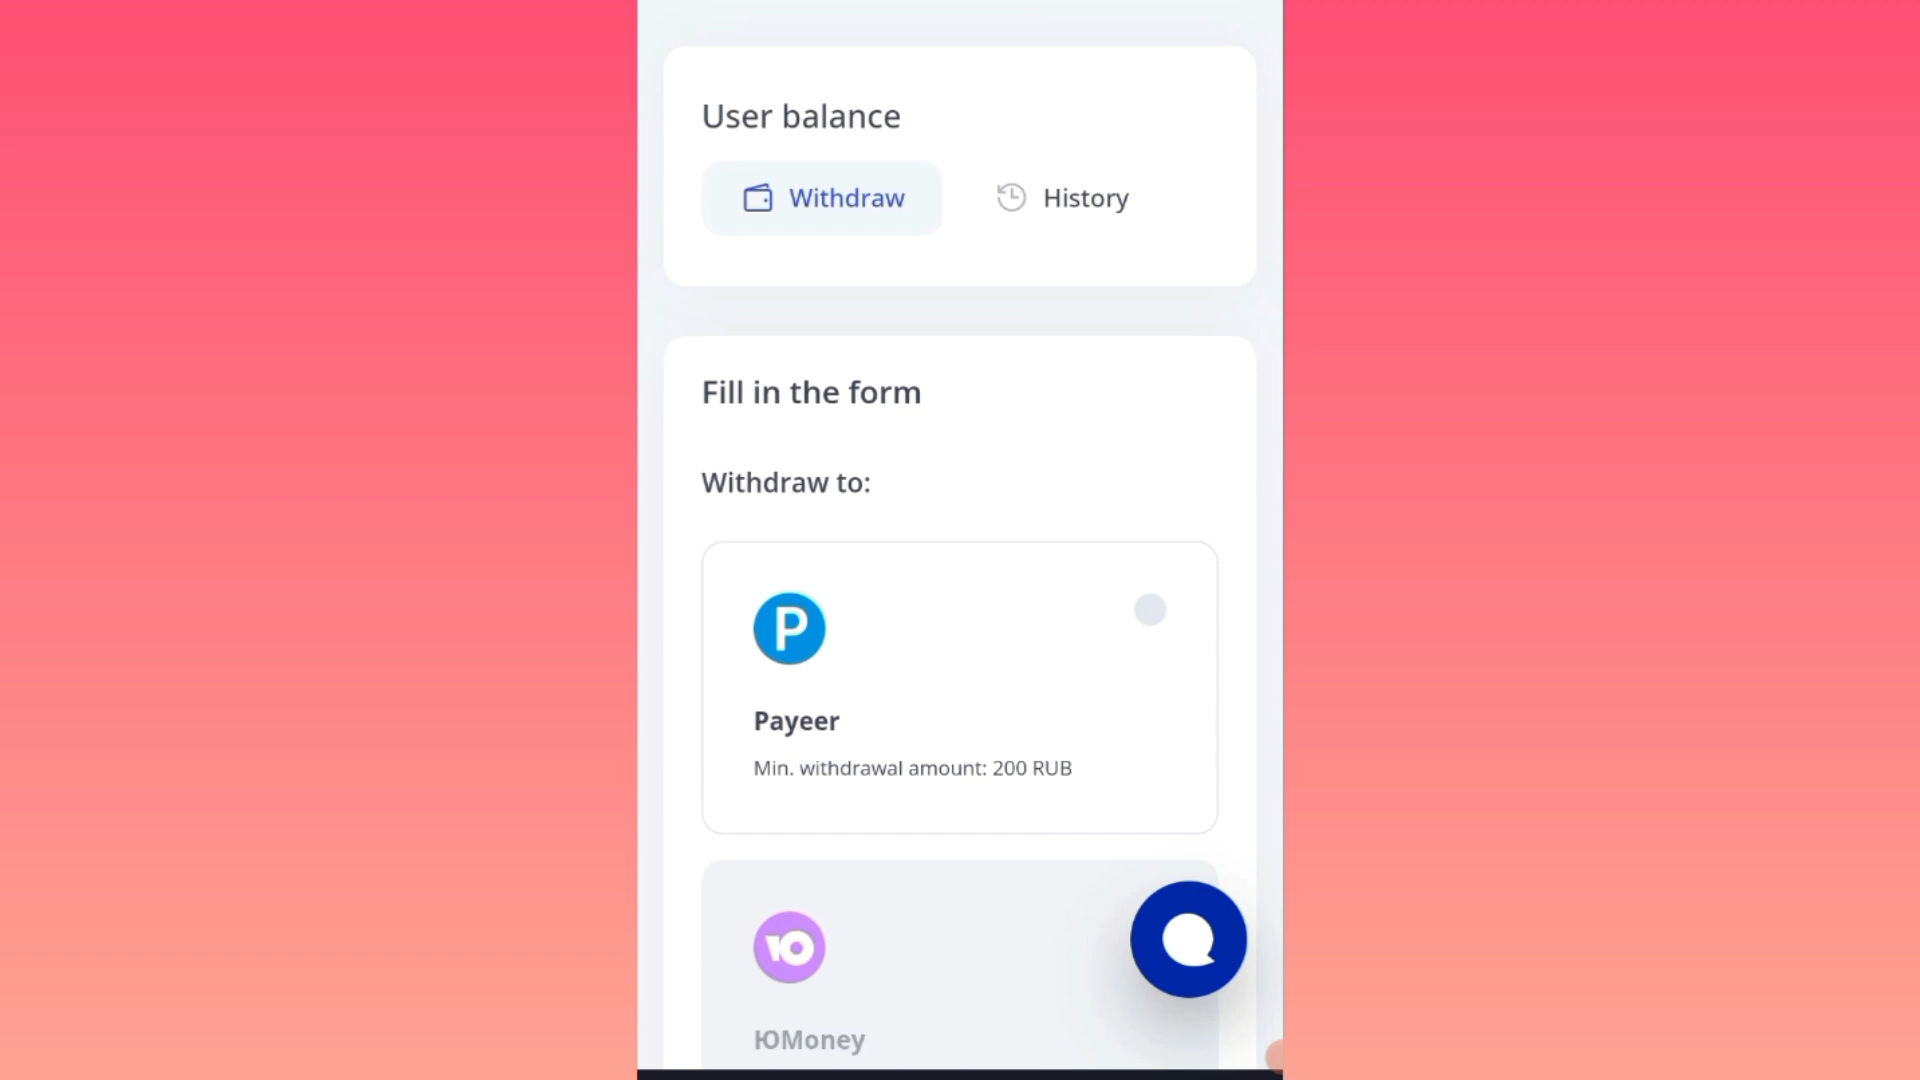 User balance
Withdraw
History
Fill in the form
Withdraw to:
P
Payeer
Min. withdrawal amount: 200 RUB
Ю
ЮMoney